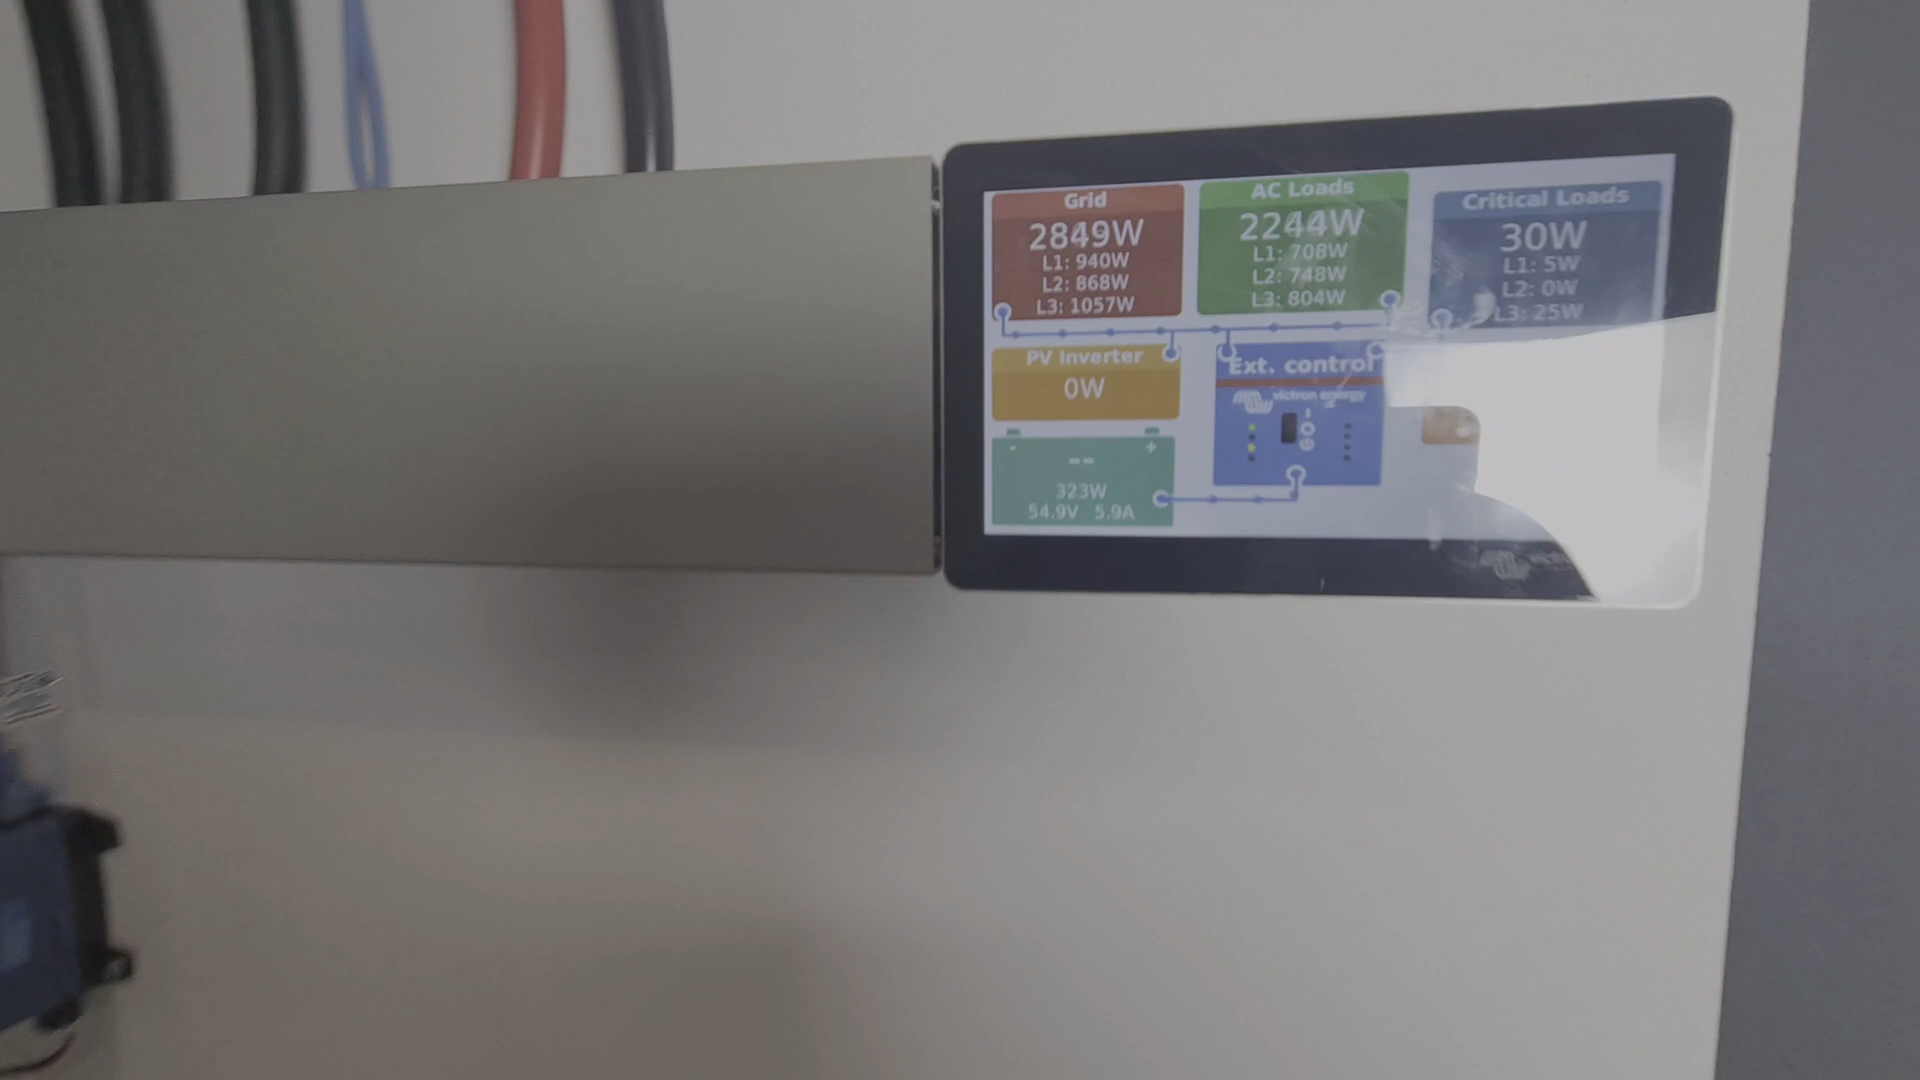 Grid
2849W
L1: 940W
L2: 868W
L3: 1057W
AC Loads
2244W
L1: 708W
L2: 748W
L3: 804W
Critical Loads
30W
L1: 5W
L2: 0W
L3: 25W
PV Inverter
0W
Ext. control
victron energy
--
323W
54.9V 5.9A